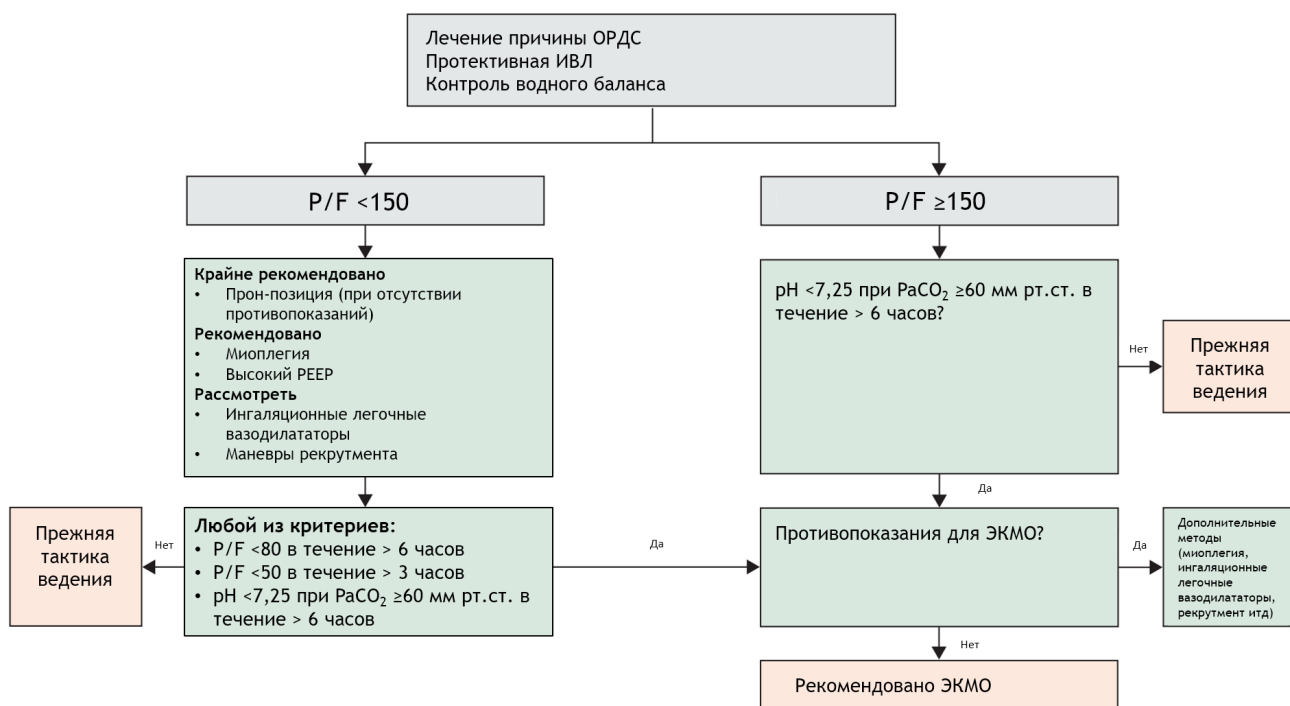 Лечение причины ОРДС
Протективная ИВЛ
Контроль водного баланса
P/F <150
P/F ≥150
Крайне рекомендовано
• Прон-позиция (при отсутствии
противопоказаний)
Рекомендовано
• Миоплегия
• Высокий PEEP
Рассмотреть
• Ингаляционные легочные
вазодилататоры
• Маневры рекрутмента
pH <7,25 при PaCO₂ ≥60 мм рт.ст. в
течение > 6 часов?
Нет
Прежняя
тактика
ведения
Да
Прежняя
тактика
ведения
Нет
Любой из критериев:
• P/F <80 в течение > 6 часов
• P/F <50 в течение > 3 часов
• pH <7,25 при PaCO₂ ≥60 мм рт.ст. в
течение > 6 часов
Да
Противопоказания для ЭКМО?
Да
Дополнительные
методы
(миоплегия,
ингаляционные
легочные
вазодилататоры,
рекрутмент итд)
Нет
Рекомендовано ЭКМО